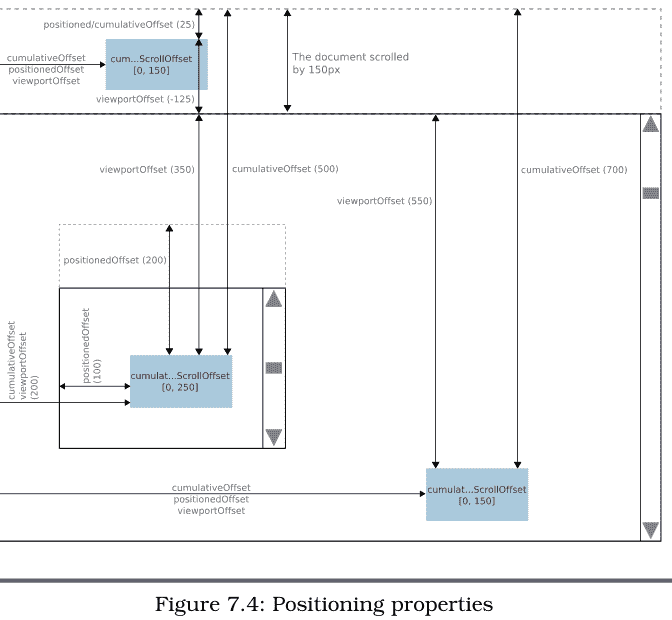 positioned/cumulativeOffset (25)
cumulativeOffset
positionedOffset
viewportOffset
cum...ScrollOffset
[0, 150]
The document scrolled
by 150px
viewportOffset (-125)
viewportOffset (350)
cumulativeOffset (500)
cumulativeOffset (700)
viewportOffset (550)
positionedOffset (200)
cumulativeOffset
viewportOffset
(200)
positionedOffset
(100)
cumulat...ScrollOffset
[0, 250]
cumulativeOffset
positionedOffset
viewportOffset
cumulat...ScrollOffset
[0, 150]
Figure 7.4: Positioning properties